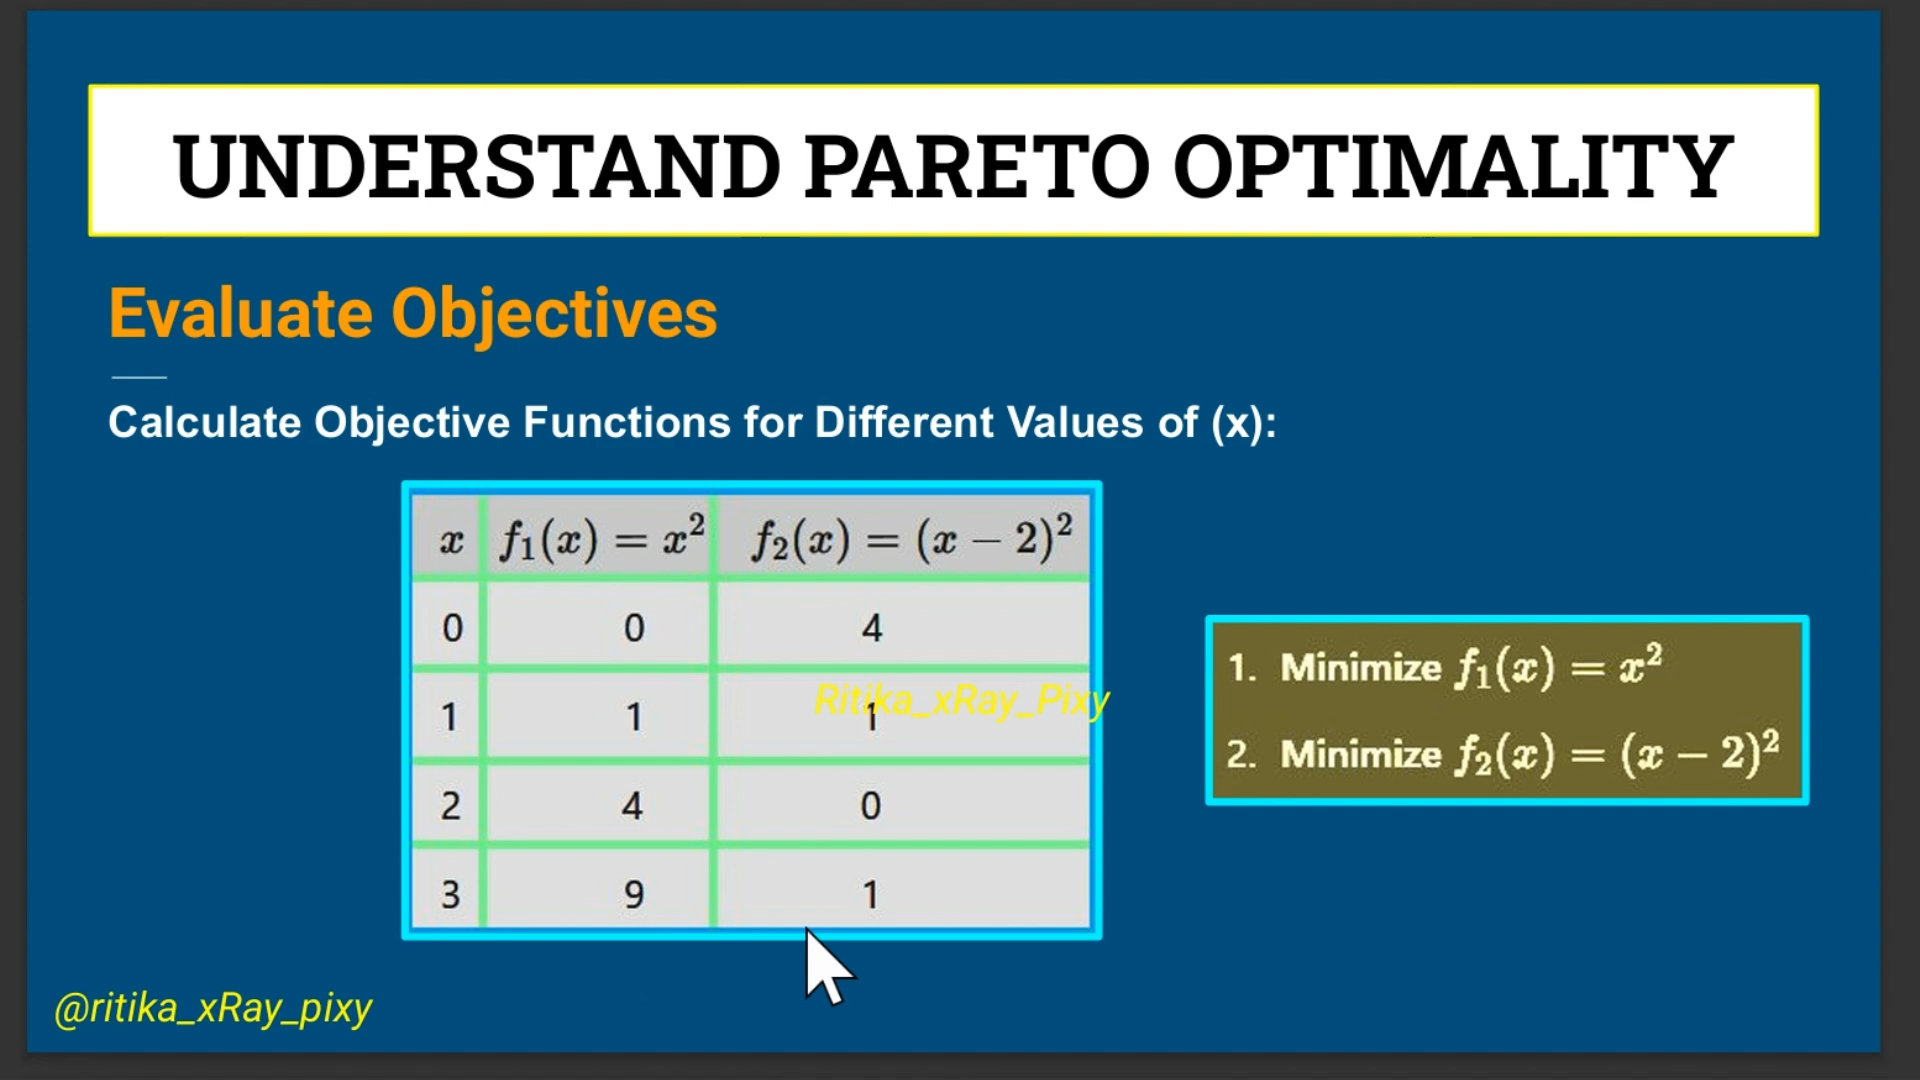 UNDERSTAND PARETO OPTIMALITY
Evaluate Objectives
Calculate Objective Functions for Different Values of (x):
x f₁(x) = x² f₂(x) = (x − 2)²
0 0 4
Ritika_xRay_Pixy
1 1 1
2 4 0
3 9 1
1. Minimize f₁(x) = x²
2. Minimize f₂(x) = (x − 2)²
@ritika_xRay_pixy